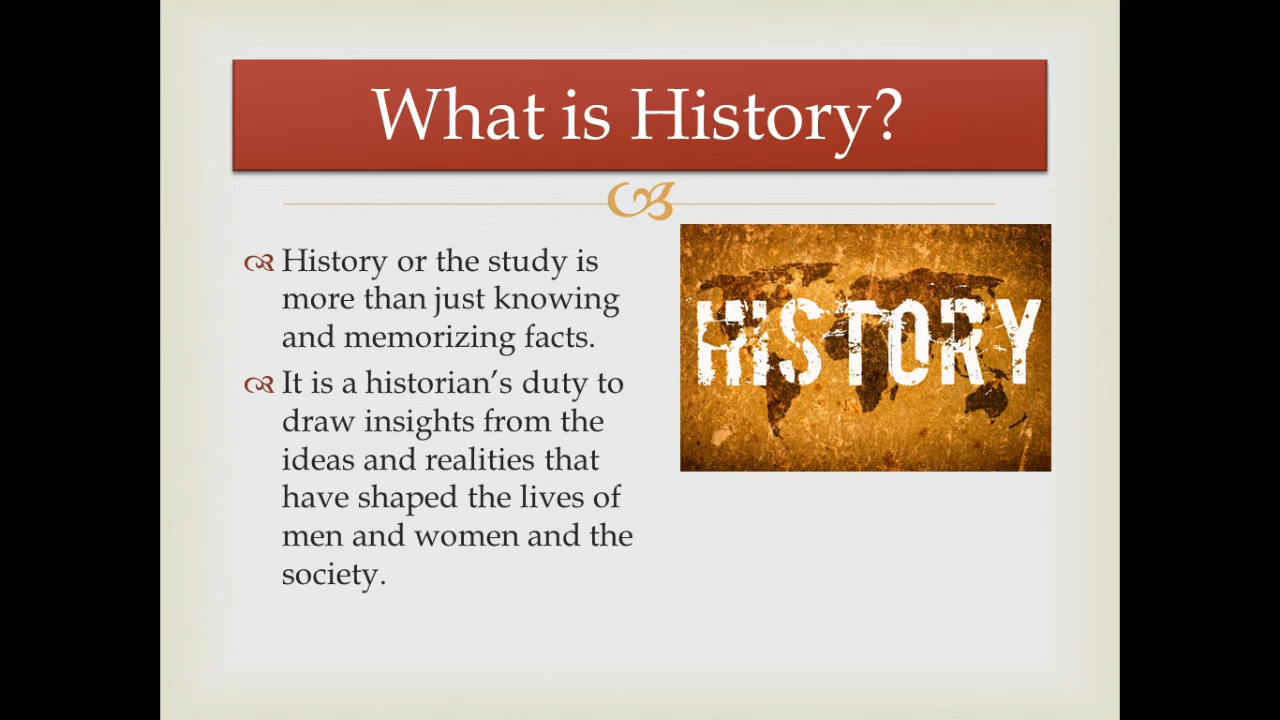 What is History?
History or the study is
more than just knowing
and memorizing facts.
It is a historian’s duty to
draw insights from the
ideas and realities that
have shaped the lives of
men and women and the
society.
HISTORY